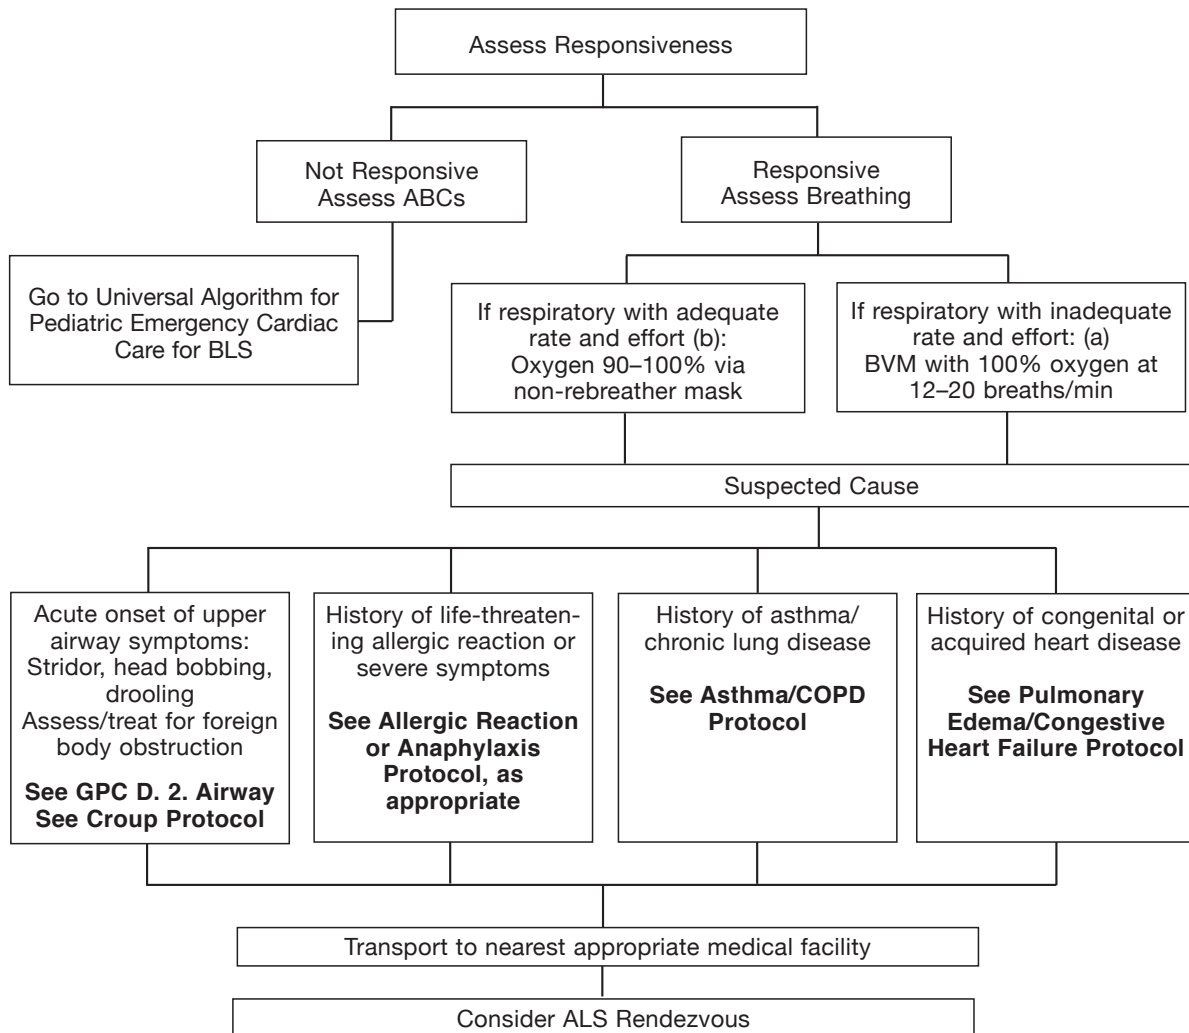 Assess Responsiveness
Not Responsive
Assess ABCs
Responsive
Assess Breathing
Go to Universal Algorithm for
Pediatric Emergency Cardiac
Care for BLS
If respiratory with adequate
rate and effort (b):
Oxygen 90–100% via
non-rebreather mask
If respiratory with inadequate
rate and effort: (a)
BVM with 100% oxygen at
12–20 breaths/min
Suspected Cause
Acute onset of upper
airway symptoms:
Stridor, head bobbing,
drooling
Assess/treat for foreign
body obstruction
See GPC D. 2. Airway
See Croup Protocol
History of life-threaten-
ing allergic reaction or
severe symptoms
See Allergic Reaction
or Anaphylaxis
Protocol, as
appropriate
History of asthma/
chronic lung disease
See Asthma/COPD
Protocol
History of congenital or
acquired heart disease
See Pulmonary
Edema/Congestive
Heart Failure Protocol
Transport to nearest appropriate medical facility
Consider ALS Rendezvous